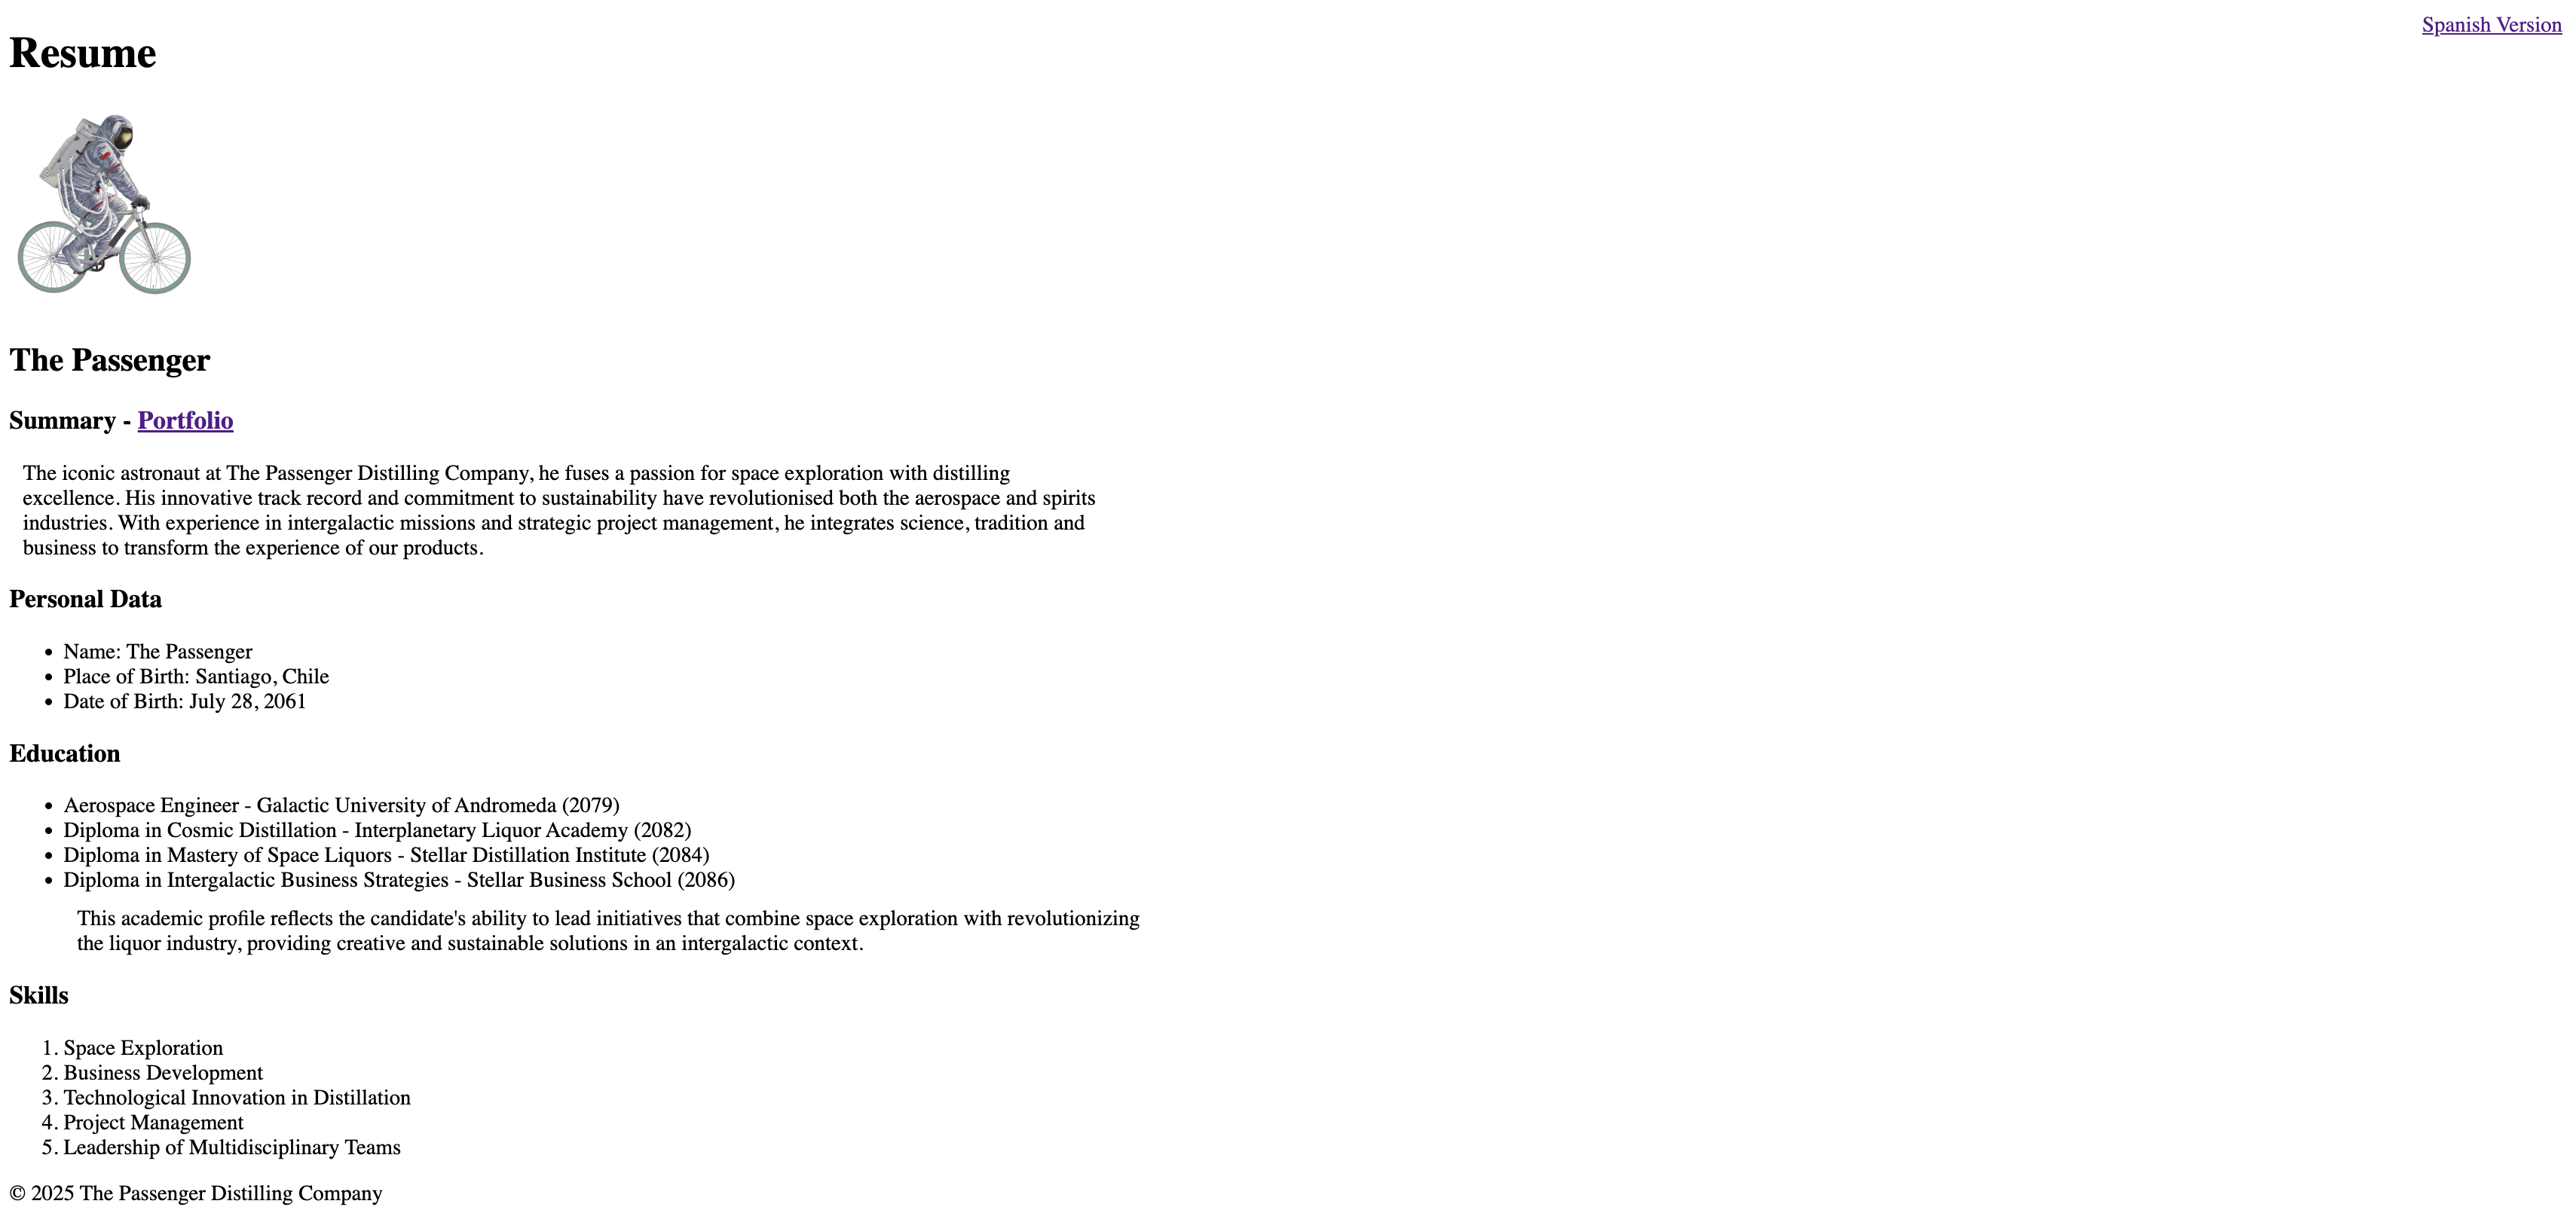 Spanish Version
Resume
The Passenger
Summary - Portfolio
The iconic astronaut at The Passenger Distilling Company, he fuses a passion for space exploration with distilling
excellence. His innovative track record and commitment to sustainability have revolutionised both the aerospace and spirits
industries. With experience in intergalactic missions and strategic project management, he integrates science, tradition and
business to transform the experience of our products.
Personal Data
• Name: The Passenger
• Place of Birth: Santiago, Chile
• Date of Birth: July 28, 2061
Education
• Aerospace Engineer - Galactic University of Andromeda (2079)
• Diploma in Cosmic Distillation - Interplanetary Liquor Academy (2082)
• Diploma in Mastery of Space Liquors - Stellar Distillation Institute (2084)
• Diploma in Intergalactic Business Strategies - Stellar Business School (2086)
This academic profile reflects the candidate's ability to lead initiatives that combine space exploration with revolutionizing
the liquor industry, providing creative and sustainable solutions in an intergalactic context.
Skills
1. Space Exploration
2. Business Development
3. Technological Innovation in Distillation
4. Project Management
5. Leadership of Multidisciplinary Teams
© 2025 The Passenger Distilling Company